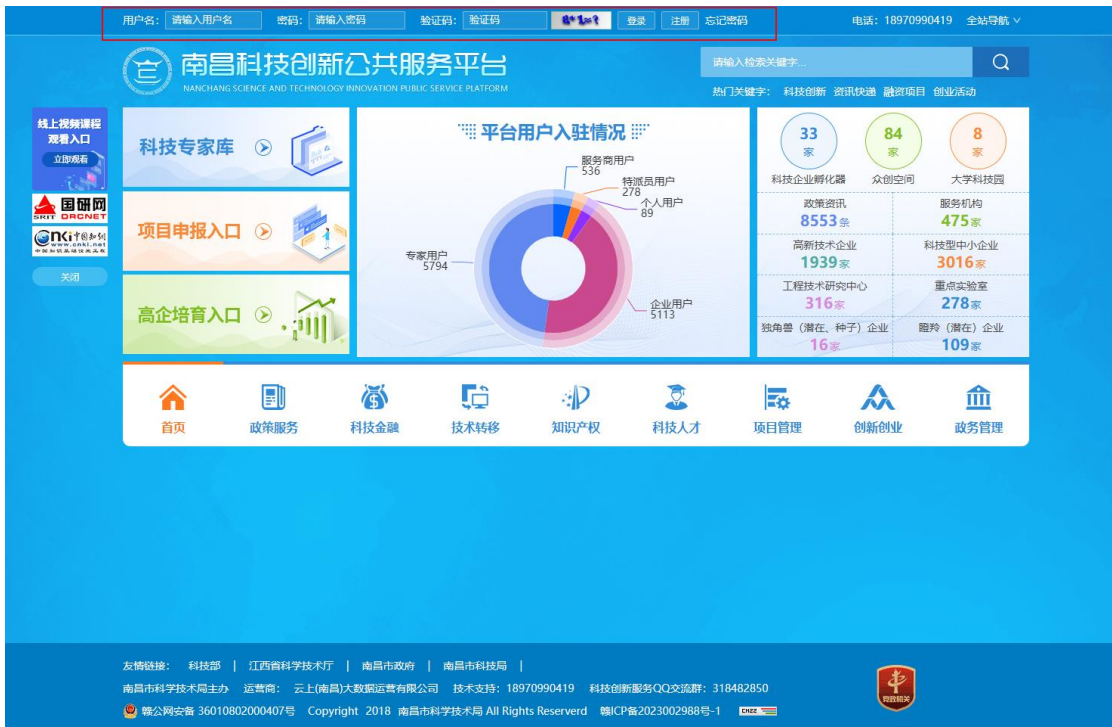 用户名： 请输入用户名 密码： 请输入密码 验证码： 验证码 8*1=? 登录 注册 忘记密码 电话：18970990419 全站导航
南昌科技创新公共服务平台
NANCHANG SCIENCE AND TECHNOLOGY INNOVATION PUBLIC SERVICE PLATFORM
请输入检索关键字...
热门关键字： 科技创新 资讯快递 融资项目 创业活动
线上视频课程
观看入口
立即观看
国研网
SRIT DRCNET
cnki 中国知网
www.cnki.net
中国知识基础设施工程
关闭
科技专家库
项目申报入口
高企培育入口
平台用户入驻情况
服务商用户
536
特派员用户
278
个人用户
89
专家用户
5794
企业用户
5113
33 家
科技企业孵化器
84 家
众创空间
8 家
大学科技园
政策资讯
8553条
服务机构
475家
高新技术企业
1939家
科技型中小企业
3016家
工程技术研究中心
316家
重点实验室
278家
独角兽（潜在、种子）企业
16家
瞪羚（潜在）企业
109家
首页 政策服务 科技金融 技术转移 知识产权 科技人才 项目管理 创新创业 政务管理
友情链接： 科技部 | 江西省科学技术厅 | 南昌市政府 | 南昌市科技局 |
南昌市科学技术局主办 运营商： 云上(南昌)大数据运营有限公司 技术支持：18970990419 科技创新服务QQ交流群：318482850
赣公网安备 36010802000407号 Copyright 2018 南昌市科学技术局 All Rights Reserverd 赣ICP备2023002988号-1 CNZZ
党政机关